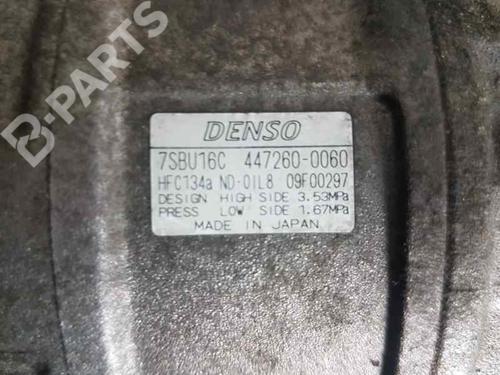 B-PARTS
DENSO
7SBU16C 447260-0060
HFC134a ND-OIL8 09F00297
DESIGN HIGH SIDE 3.53MPa
PRESS LOW SIDE 1.67MPa
MADE IN JAPAN